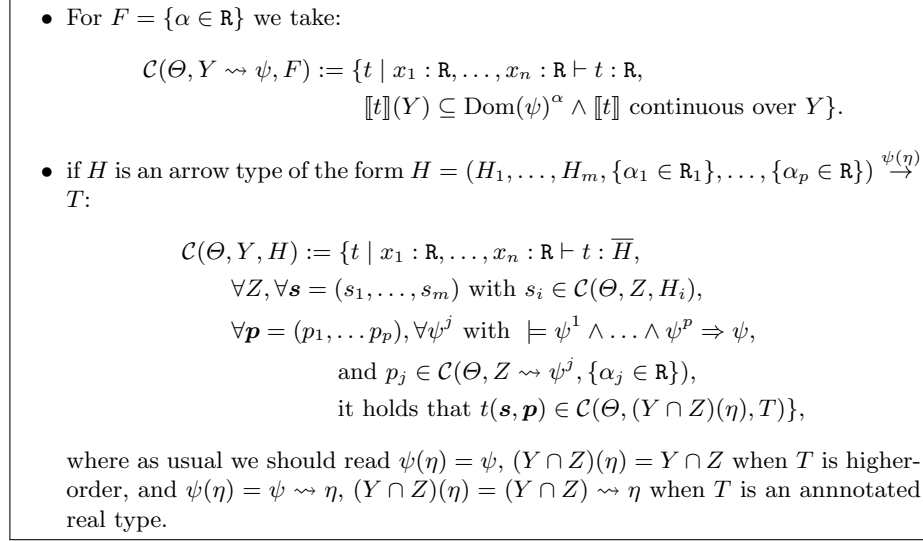 • For F = {α ∈ R} we take:
C(Θ, Y ⇝ ψ, F) := {t | x₁ : R, . . . , xₙ : R ⊢ t : R,
⟦t⟧(Y) ⊆ Dom(ψ)^α ∧ ⟦t⟧ continuous over Y}.
• if H is an arrow type of the form H = (H₁, . . . , Hₘ, {α₁ ∈ R₁}, . . . , {αₚ ∈ R}) →^{ψ(η)}
T:
C(Θ, Y, H) := {t | x₁ : R, . . . , xₙ : R ⊢ t : H̅,
∀Z, ∀s = (s₁, . . . , sₘ) with sᵢ ∈ C(Θ, Z, Hᵢ),
∀p = (p₁, . . . pₚ), ∀ψʲ with ⊨ ψ¹ ∧ . . . ∧ ψᵖ ⇒ ψ,
and pⱼ ∈ C(Θ, Z ⇝ ψʲ, {αⱼ ∈ R}),
it holds that t(s, p) ∈ C(Θ, (Y ∩ Z)(η), T)},
where as usual we should read ψ(η) = ψ, (Y ∩ Z)(η) = Y ∩ Z when T is higher-
order, and ψ(η) = ψ ⇝ η, (Y ∩ Z)(η) = (Y ∩ Z) ⇝ η when T is an annnotated
real type.